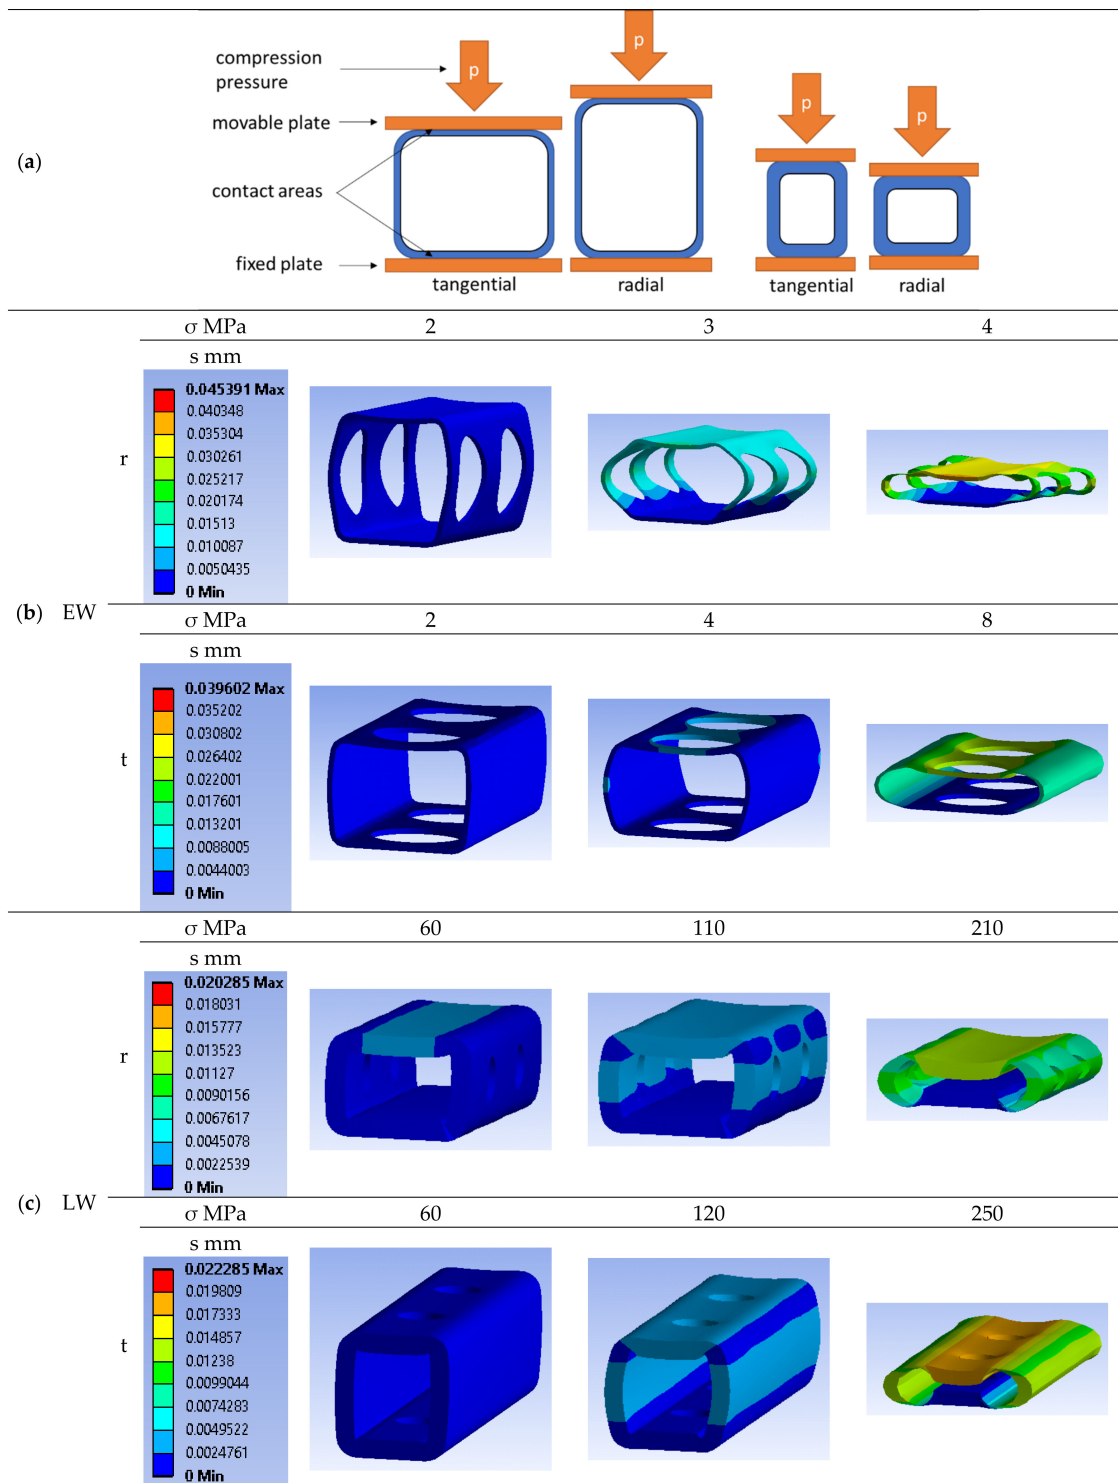 compression
pressure
p
p
movable plate
p
p
(a)
contact areas
fixed plate
tangential
radial
tangential
radial
σ MPa 2 3 4
s mm
0.045391 Max
0.040348
0.035304
0.030261
0.025217
0.020174
0.01513
0.010087
0.0050435
0 Min
r
(b) EW
σ MPa 2 4 8
s mm
0.039602 Max
0.035202
0.030802
0.026402
0.022001
0.017601
0.013201
0.0088005
0.0044003
0 Min
t
σ MPa 60 110 210
s mm
0.020285 Max
0.018031
0.015777
0.013523
0.01127
0.0090156
0.0067617
0.0045078
0.0022539
0 Min
r
(c) LW
σ MPa 60 120 250
s mm
0.022285 Max
0.019809
0.017333
0.014857
0.01238
0.0099044
0.0074283
0.0049522
0.0024761
0 Min
t